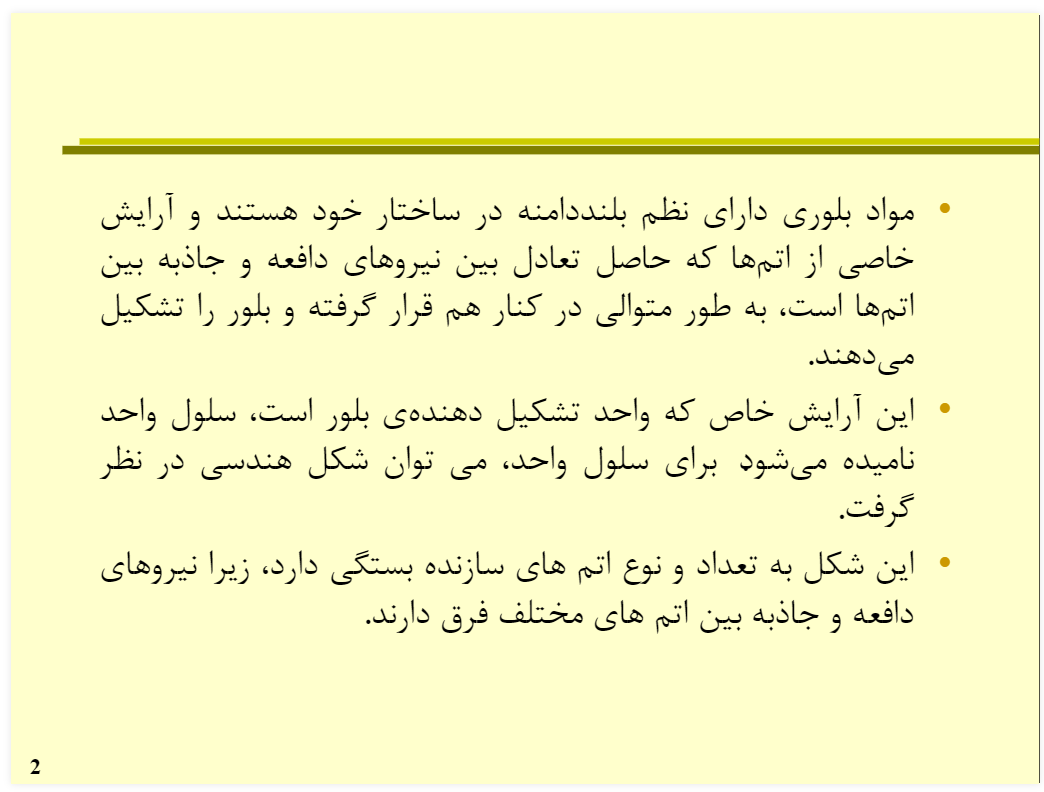 • مواد بلوری دارای نظم بلنددامنه در ساختار خود هستند و آرایش
خاصی از اتم‌ها که حاصل تعادل بین نیروهای دافعه و جاذبه بین
اتم‌ها است، به طور متوالی در کنار هم قرار گرفته و بلور را تشکیل
می‌دهند.
• این آرایش خاص که واحد تشکیل دهنده‌ی بلور است، سلول واحد
نامیده می‌شود. برای سلول واحد، می توان شکل هندسی در نظر
گرفت.
• این شکل به تعداد و نوع اتم های سازنده بستگی دارد، زیرا نیروهای
دافعه و جاذبه بین اتم های مختلف فرق دارند.
2